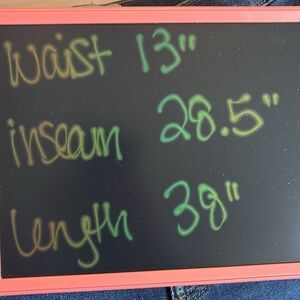 waist 13"
inseam 28.5"
length 38"